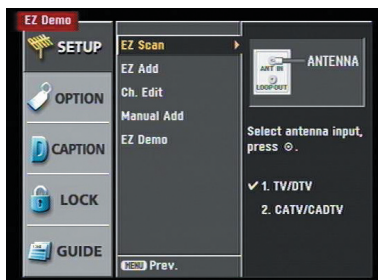 EZ Demo
SETUP
OPTION
CAPTION
LOCK
GUIDE
EZ Scan
EZ Add
Ch. Edit
Manual Add
EZ Demo
MENU Prev.
ANT IN
LOOP OUT
ANTENNA
Select antenna input,
press ⊙.
✔ 1. TV/DTV
2. CATV/CADTV